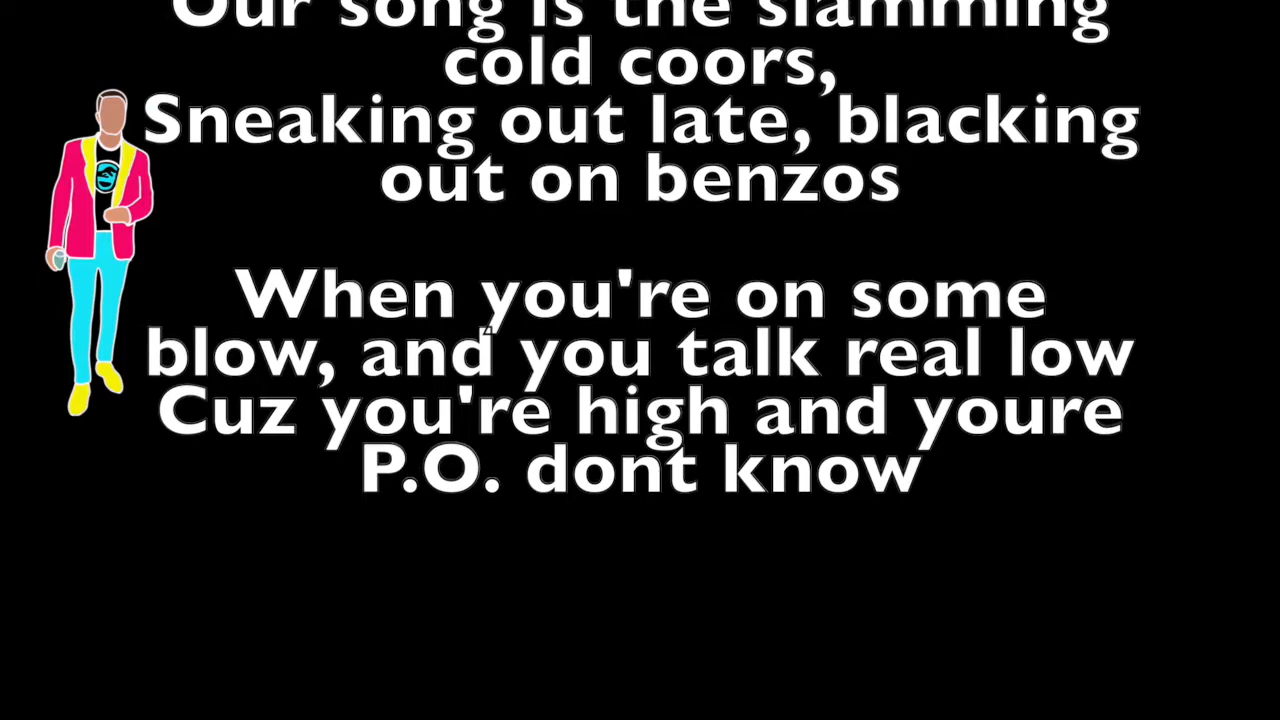 Our song is the slamming
cold coors,
Sneaking out late, blacking
out on benzos
When you're on some
blow, and you talk real low
Cuz you're high and youre
P.O. dont know